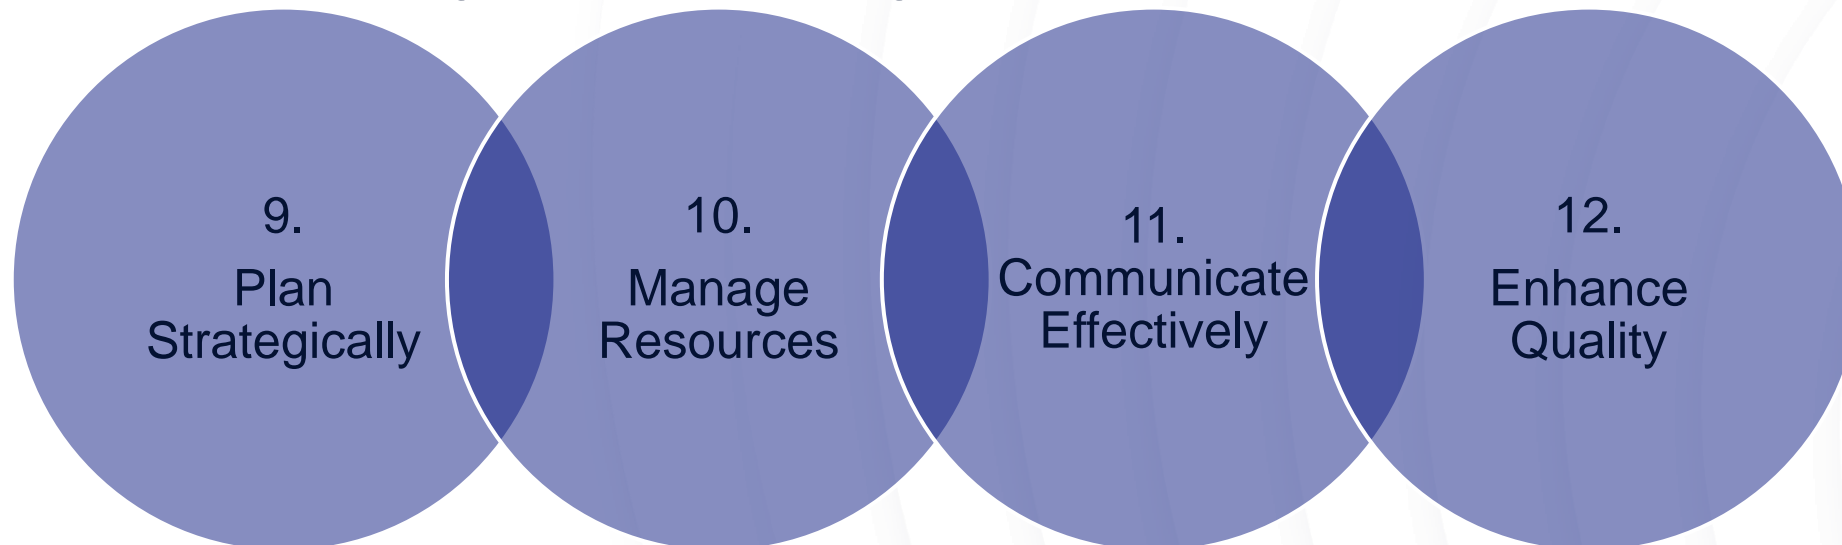 9.
Plan
Strategically
10.
Manage
Resources
11.
Communicate
Effectively
12.
Enhance
Quality